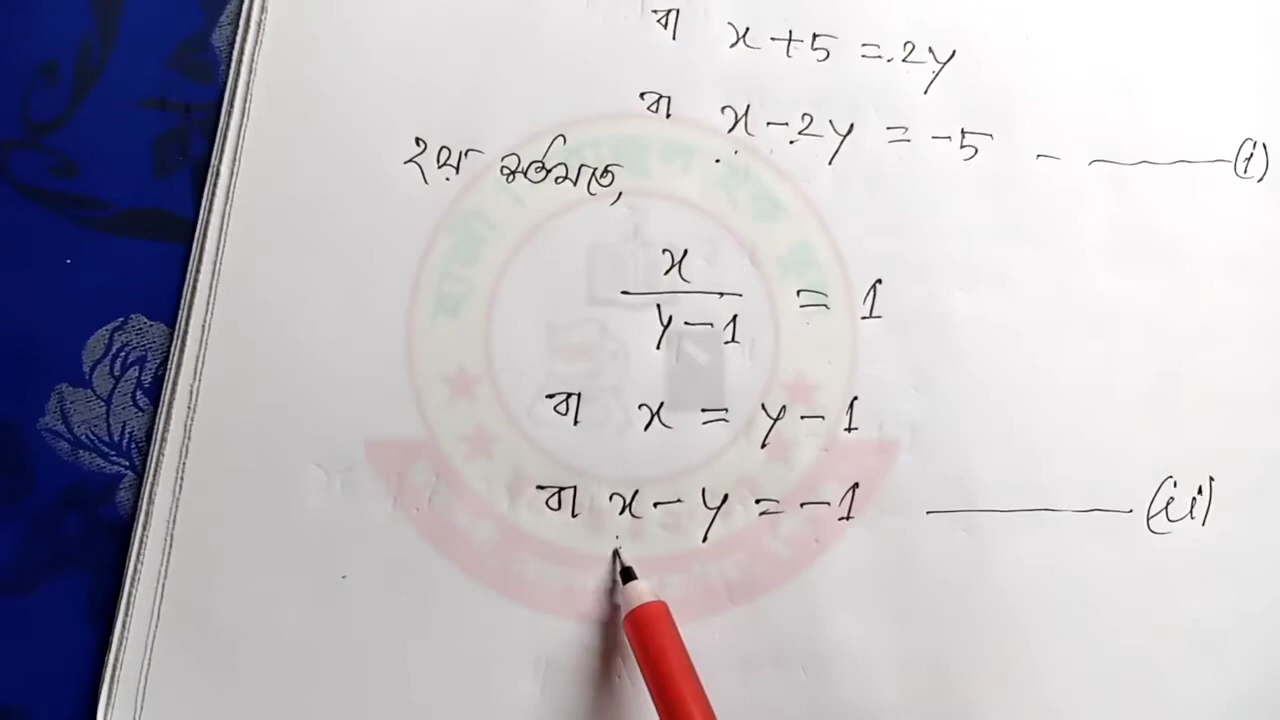 বা x + 5 = 2y
বা x - 2y = -5 - ——— (i)
২য় শর্তমতে,
x
y - 1 = 1
বা x = y - 1
বা x - y = -1 ——— (ii)